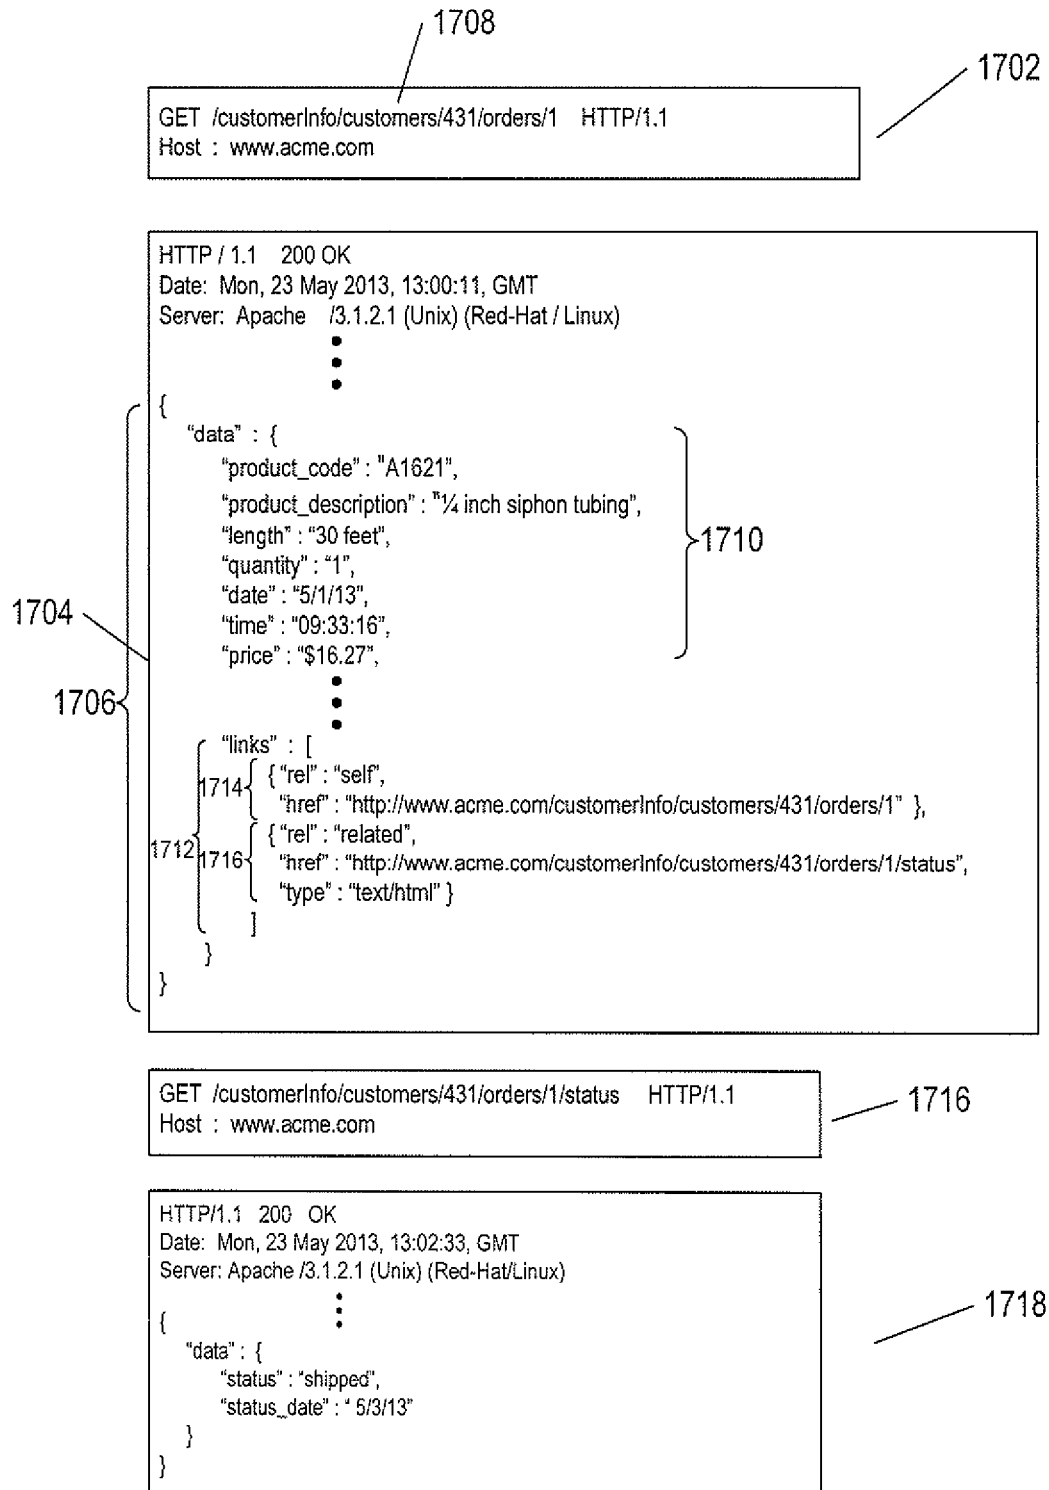 1708
1702
GET /customerInfo/customers/431/orders/1 HTTP/1.1
Host : www.acme.com
HTTP / 1.1 200 OK
Date: Mon, 23 May 2013, 13:00:11, GMT
Server: Apache /3.1.2.1 (Unix) (Red-Hat / Linux)
{
"data" : {
"product_code" : "A1621",
"product_description" : "¼ inch siphon tubing",
"length" : "30 feet",
1710
"quantity" : "1",
"date" : "5/1/13",
1704
"time" : "09:33:16",
"price" : "$16.27",
1706
"links" : [
1714 { "rel" : "self",
"href" : "http://www.acme.com/customerInfo/customers/431/orders/1" },
{ "rel" : "related",
1712 1716 "href" : "http://www.acme.com/customerInfo/customers/431/orders/1/status",
"type" : "text/html" }
]
}
}
GET /customerInfo/customers/431/orders/1/status HTTP/1.1
1716
Host : www.acme.com
HTTP/1.1 200 OK
Date: Mon, 23 May 2013, 13:02:33, GMT
Server: Apache /3.1.2.1 (Unix) (Red-Hat/Linux)
1718
{
"data" : {
"status" : "shipped",
"status_date" : " 5/3/13"
}
}